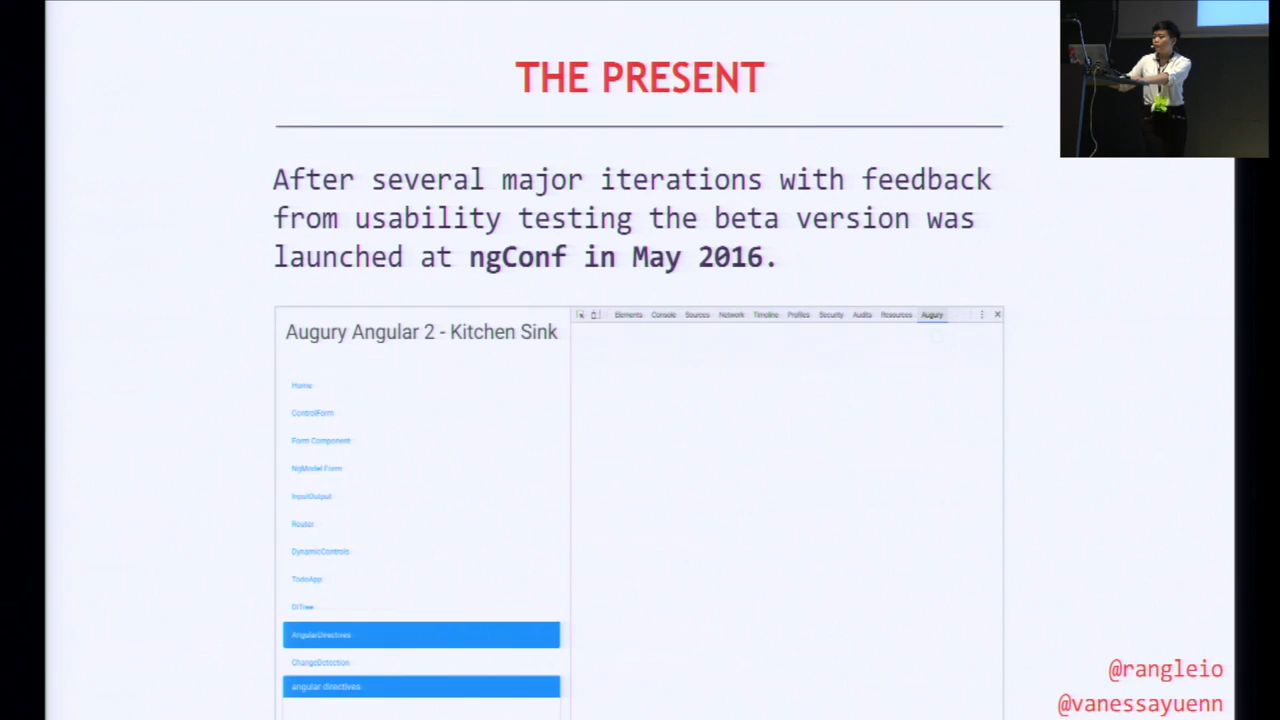 THE PRESENT
After several major iterations with feedback
from usability testing the beta version was
launched at ngConf in May 2016.
Augury Angular 2 - Kitchen Sink
Elements Console Sources Network Timeline Profiles Security Audits Resources Augury
Home
ControlForm
Form Component
NgModel Form
InputOutput
Router
DynamicControls
TodoApp
DITree
AngularDirectives
ChangeDetection
angular directives
@rangleio
@vanessayuenn